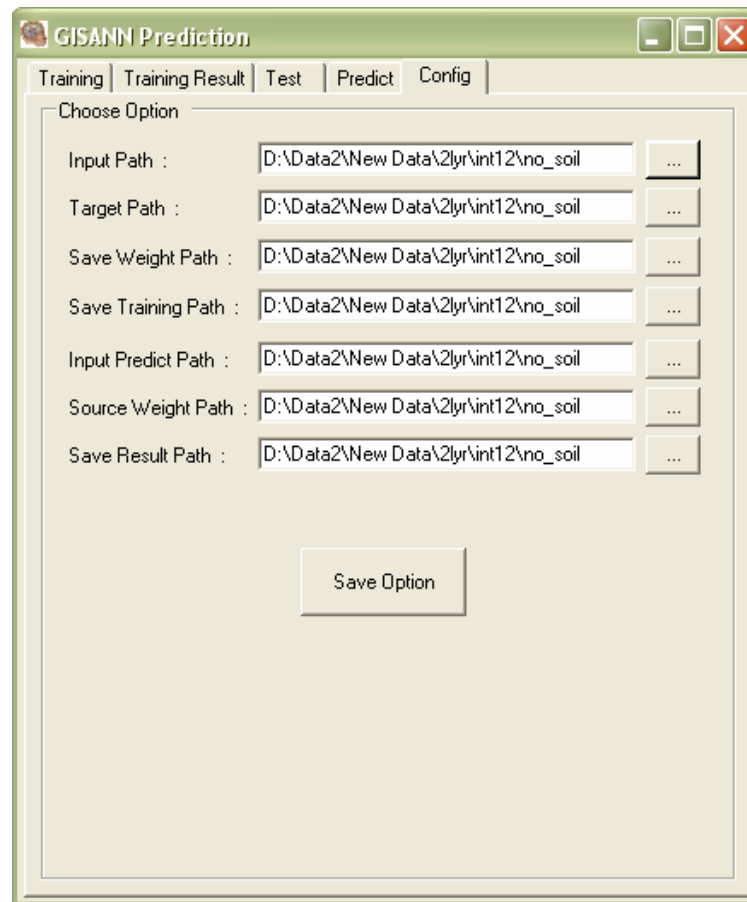 GISANN Prediction
Training Training Result Test Predict Config
Choose Option
Input Path : D:\Data2\New Data\2lyr\int12\no_soil ...
Target Path : D:\Data2\New Data\2lyr\int12\no_soil ...
Save Weight Path : D:\Data2\New Data\2lyr\int12\no_soil ...
Save Training Path : D:\Data2\New Data\2lyr\int12\no_soil ...
Input Predict Path : D:\Data2\New Data\2lyr\int12\no_soil ...
Source Weight Path : D:\Data2\New Data\2lyr\int12\no_soil ...
Save Result Path : D:\Data2\New Data\2lyr\int12\no_soil ...
Save Option